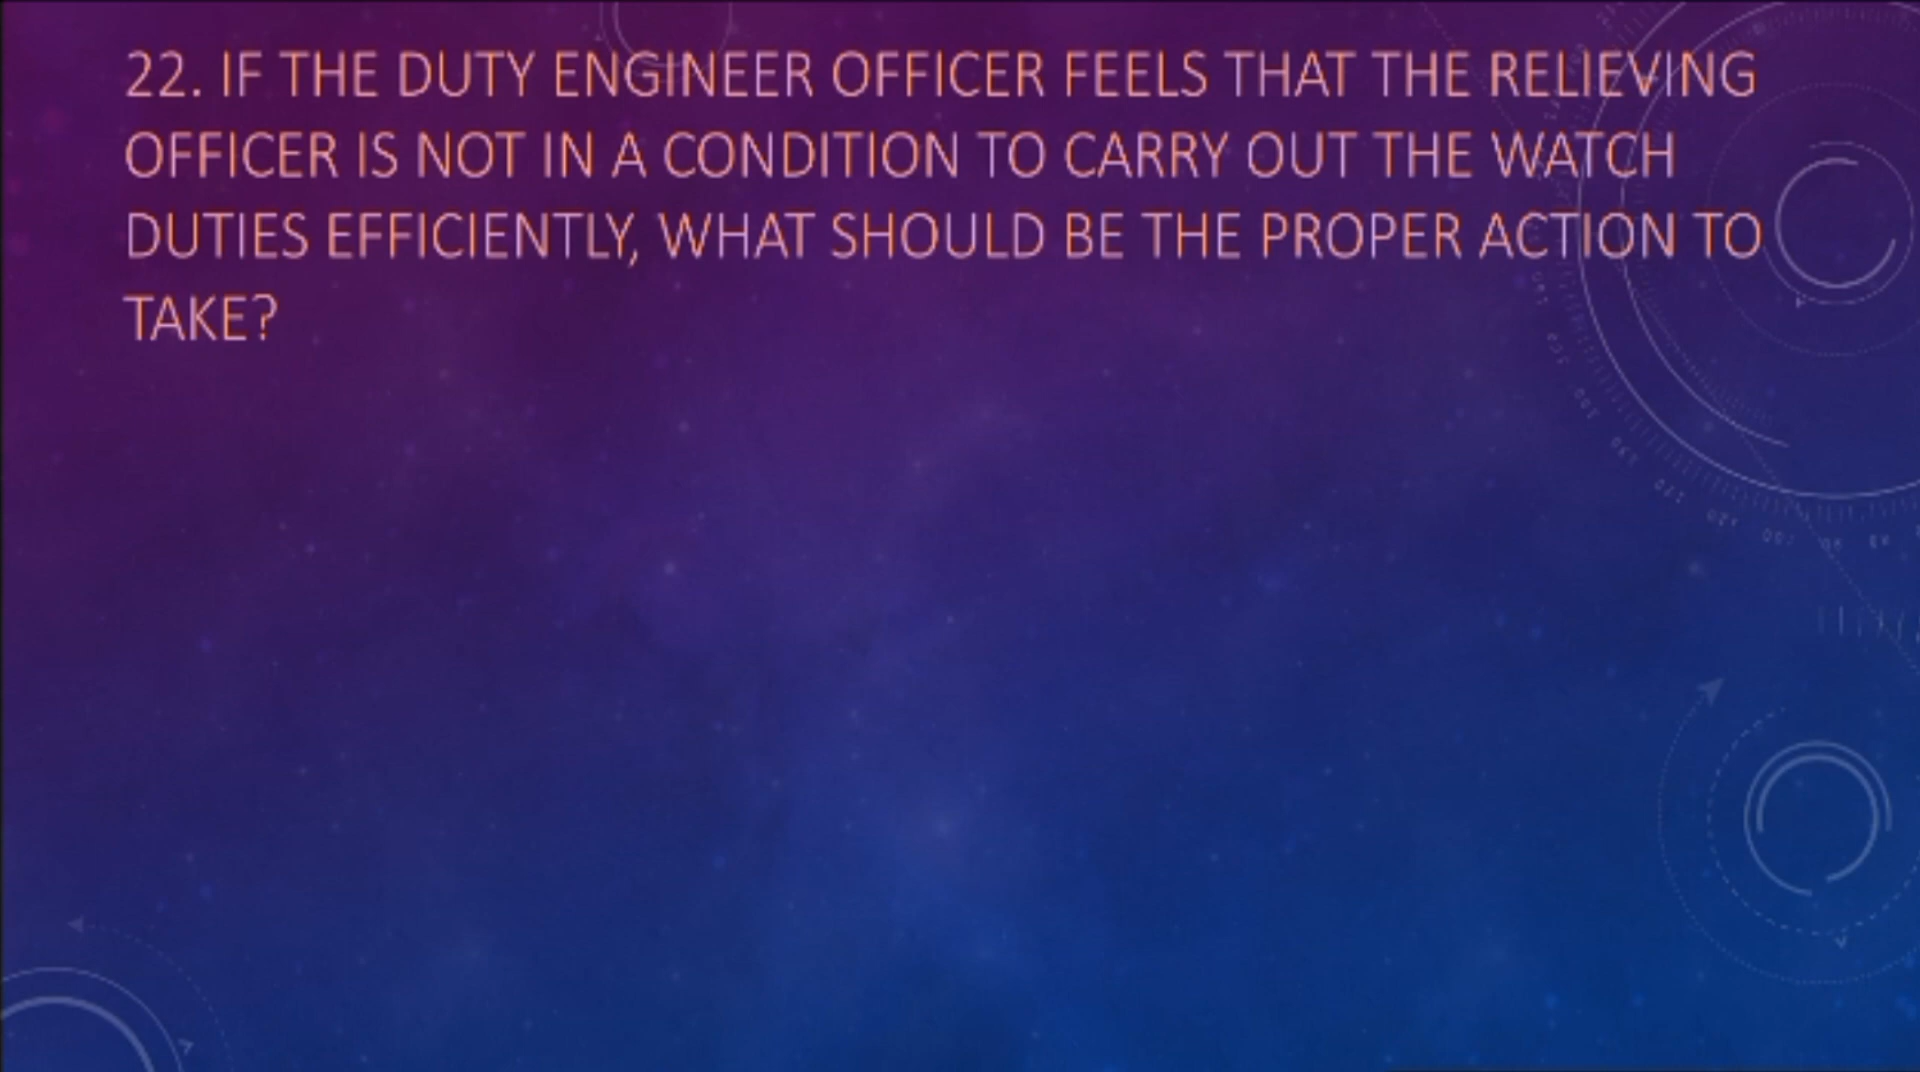 22. IF THE DUTY ENGINEER OFFICER FEELS THAT THE RELIEVING
OFFICER IS NOT IN A CONDITION TO CARRY OUT THE WATCH
DUTIES EFFICIENTLY, WHAT SHOULD BE THE PROPER ACTION TO
TAKE?